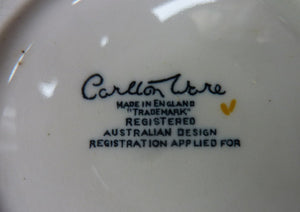 Carlton Ware
MADE IN ENGLAND
"TRADEMARK"
REGISTERED
AUSTRALIAN DESIGN
REGISTRATION APPLIED FOR